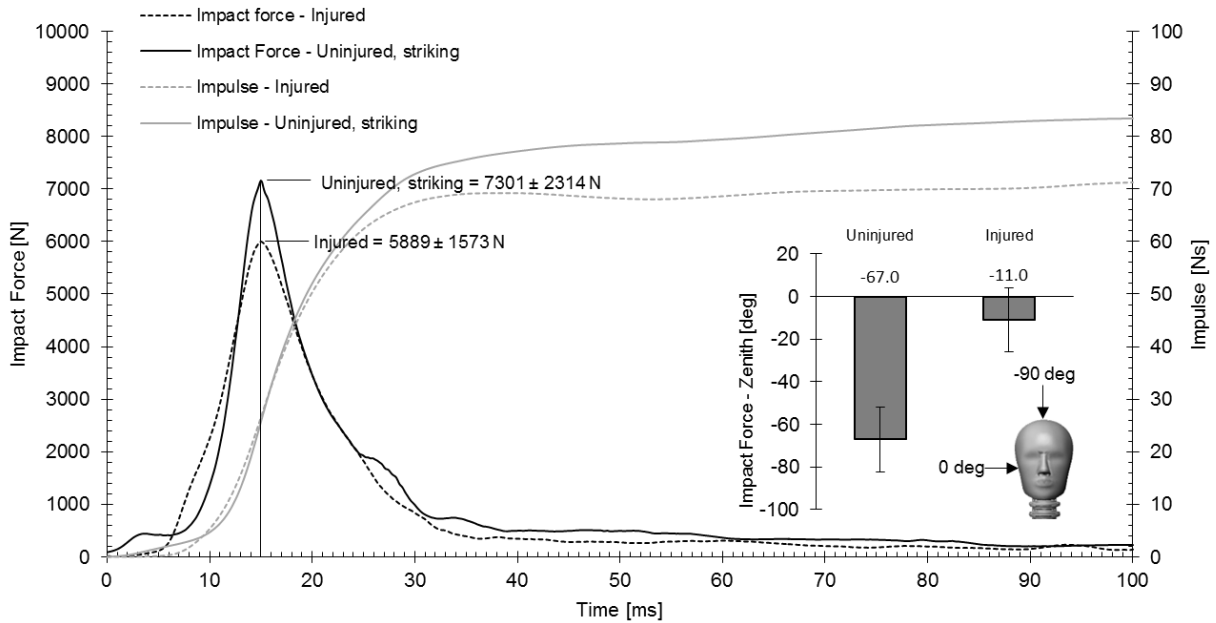 Impact force - Injured
Impact Force - Uninjured, striking
Impulse - Injured
Impulse - Uninjured, striking
10000
9000
8000
7000
6000
5000
4000
3000
2000
1000
0
Impact Force [N]
100
90
80
70
60
50
40
30
20
10
0
Impulse [Ns]
Uninjured, striking = 7301 ± 2314 N
Injured = 5889 ± 1573 N
Uninjured Injured
-67.0 -11.0
20
0
-20
-40
-60
-80
-100
Impact Force - Zenith [deg]
-90 deg
0 deg
0 10 20 30 40 50 60 70 80 90 100
Time [ms]